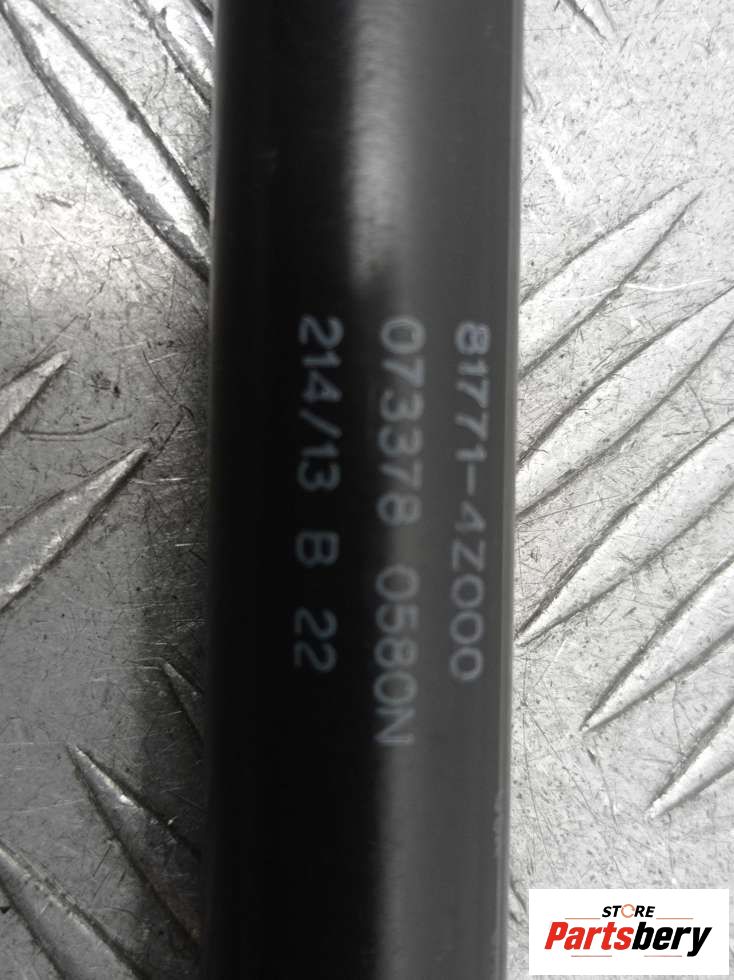 81771-4Z000
073378 0580N
214/13 B 22
STORE
Partsbery